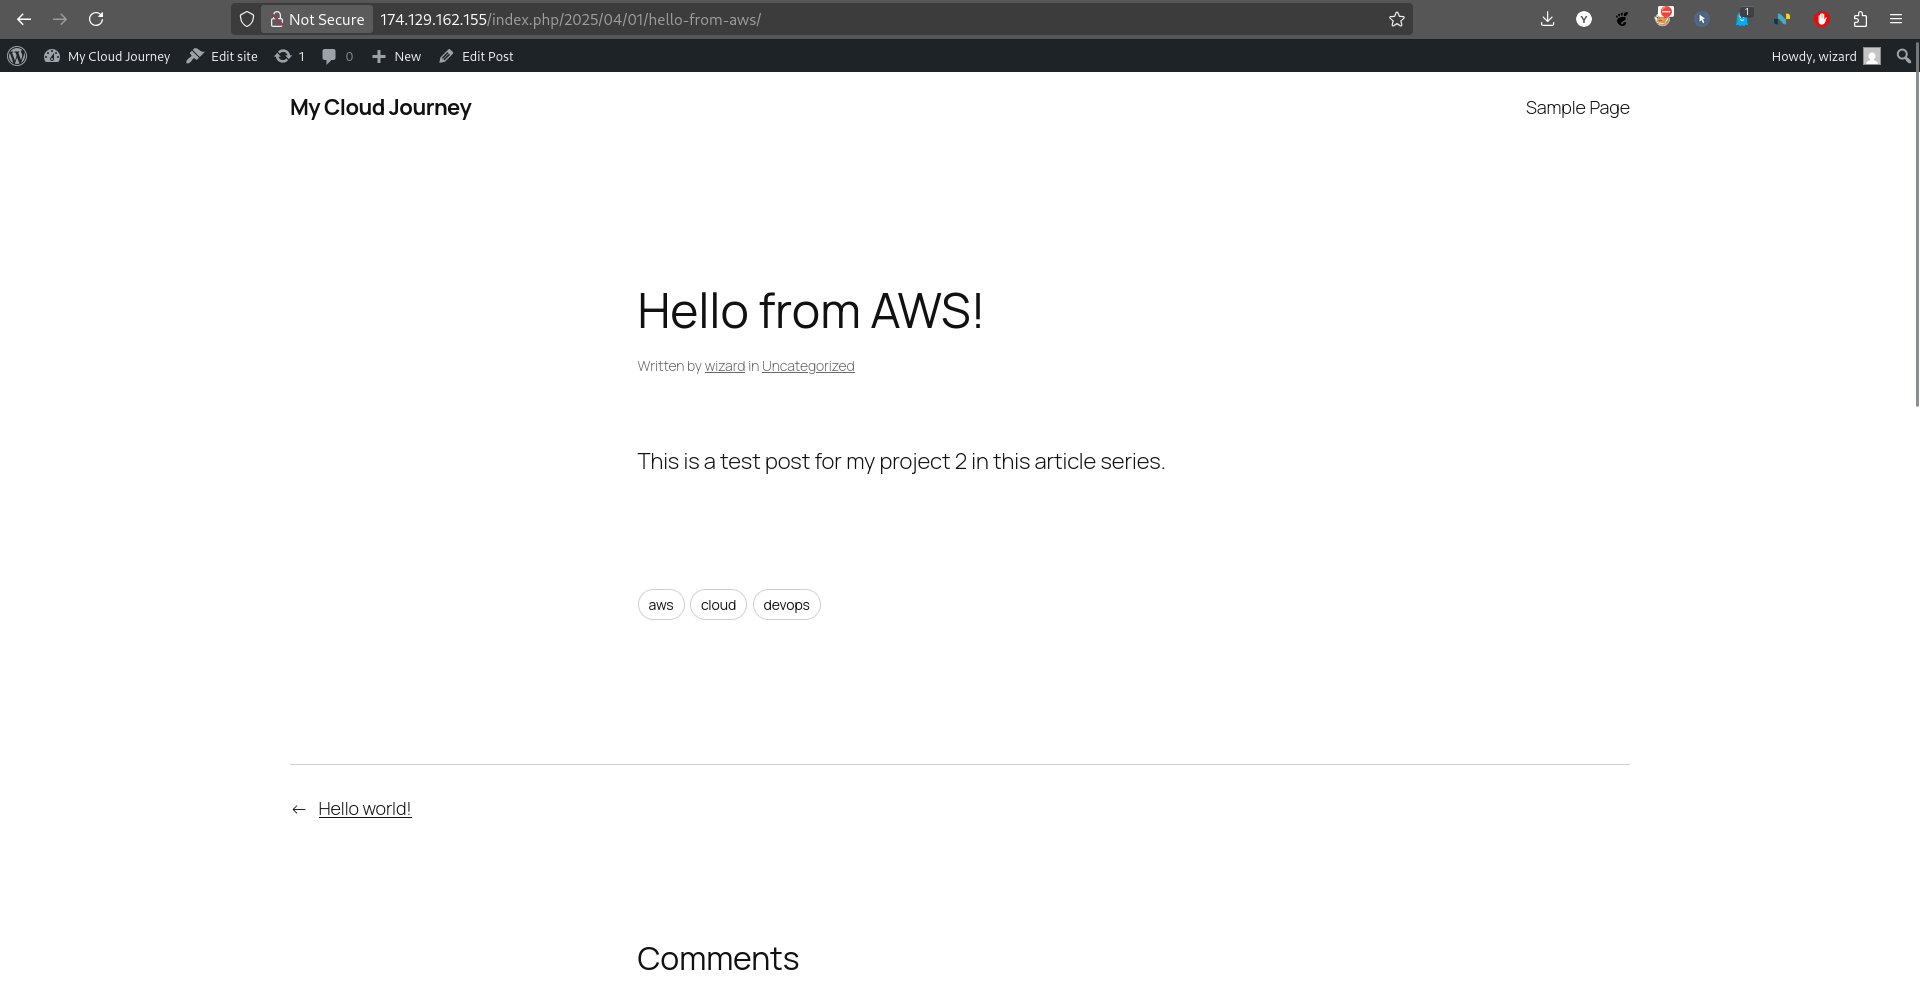 Not Secure 174.129.162.155/index.php/2025/04/01/hello-from-aws/ Y 1
My Cloud Journey Edit site 1 0 New Edit Post Howdy, wizard
My Cloud Journey Sample Page
Hello from AWS!
Written by wizard in Uncategorized
This is a test post for my project 2 in this article series.
aws cloud devops
← Hello world!
Comments